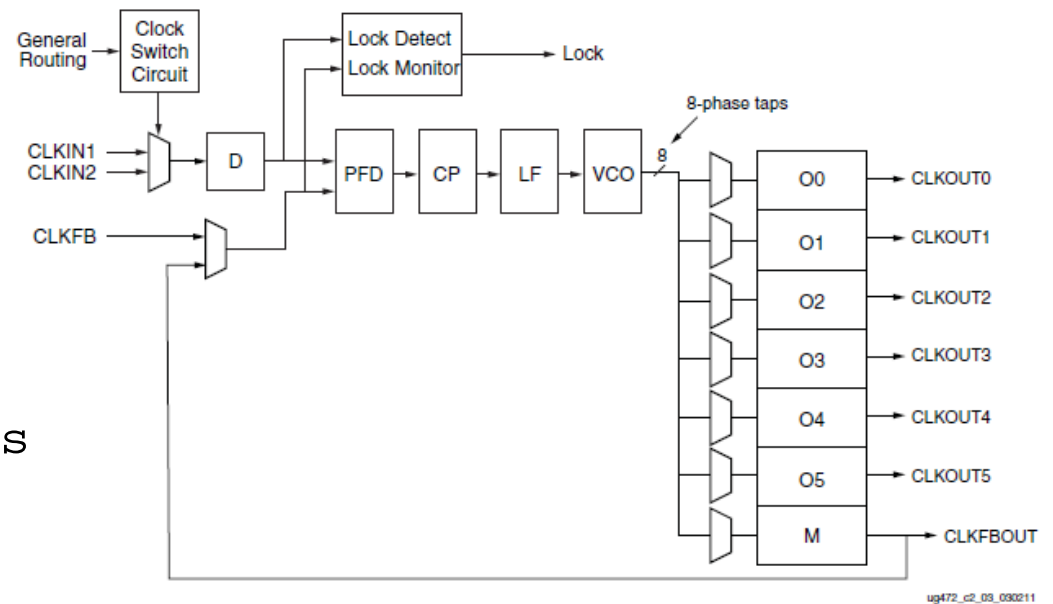 General
Routing
Clock
Switch
Circuit
Lock Detect
Lock Monitor
Lock
8-phase taps
CLKIN1
CLKIN2
D
PFD
CP
LF
VCO
8
CLKFB
O0
CLKOUT0
O1
CLKOUT1
O2
CLKOUT2
O3
CLKOUT3
O4
CLKOUT4
s
O5
CLKOUT5
M
CLKFBOUT
ug472_c2_03_030211